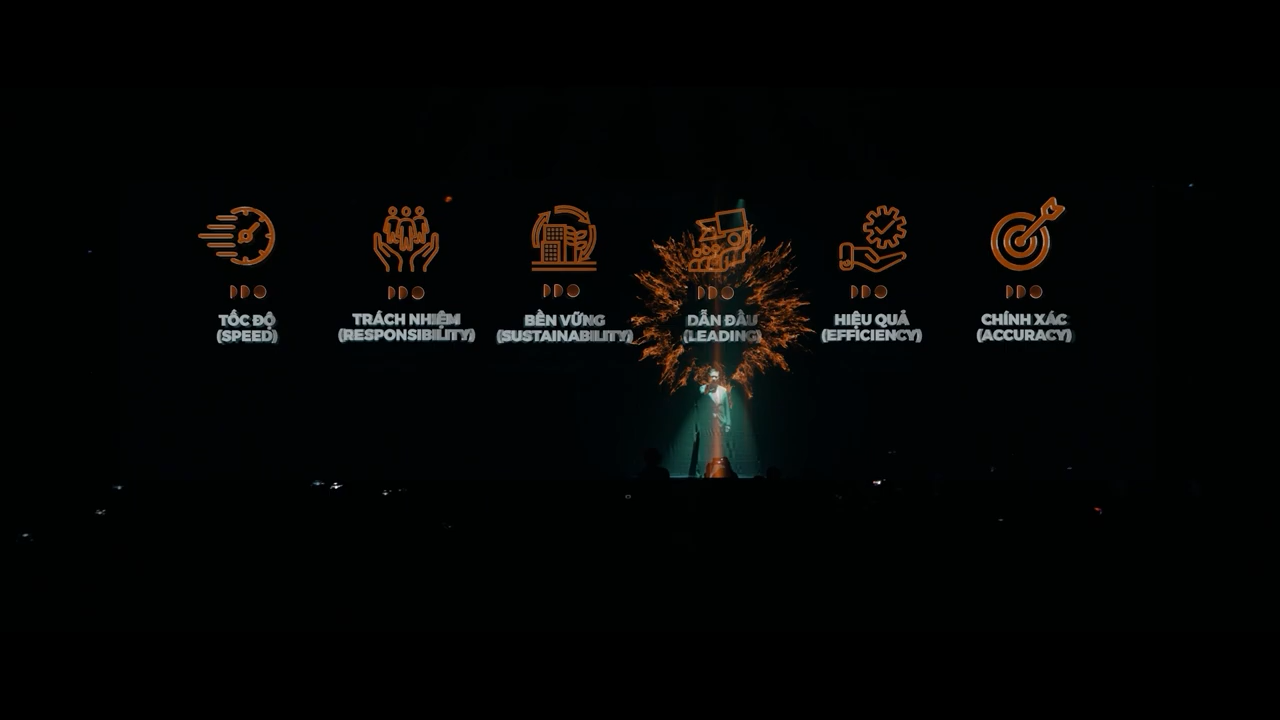 TỐC ĐỘ
(SPEED)
TRÁCH NHIỆM
(RESPONSIBILITY)
BỀN VỮNG
(SUSTAINABILITY)
DẪN ĐẦU
(LEADING)
HIỆU QUẢ
(EFFICIENCY)
CHÍNH XÁC
(ACCURACY)